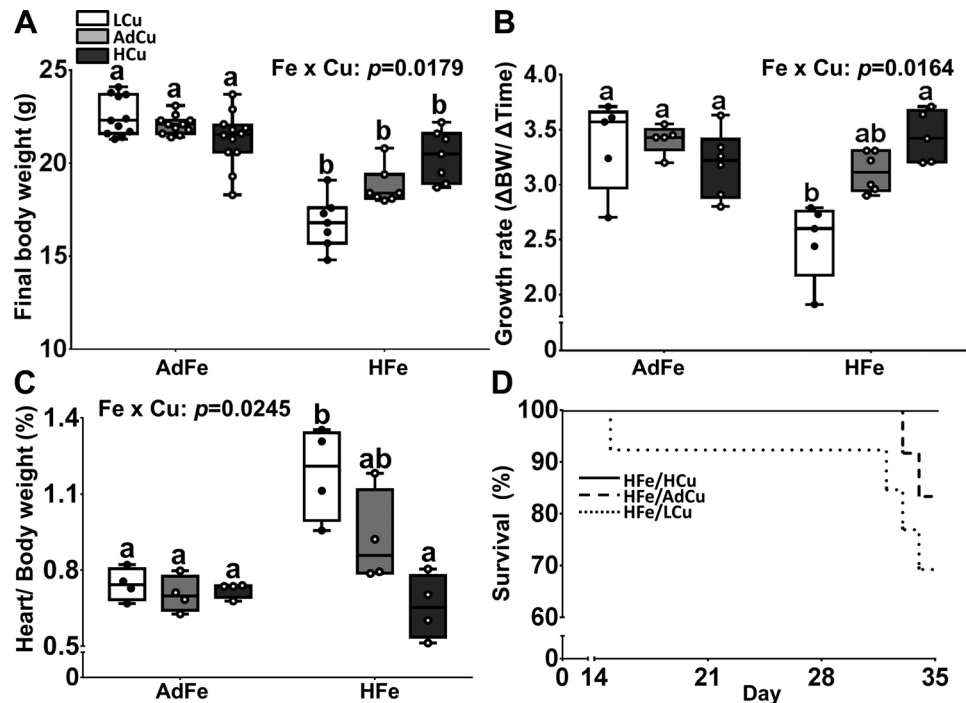 A
LCu
AdCu
HCu
Fe x Cu: p=0.0179
Final body weight (g)
25
20
15
10
a
a
a
b
b
b
AdFe
HFe
B
Fe x Cu: p=0.0164
Growth rate (ΔBW/ ΔTime)
4.0
3.5
3.0
2.5
2.0
0
a
a
a
b
ab
a
AdFe
HFe
C
Fe x Cu: p=0.0245
Heart/ Body weight (%)
1.4
1.1
0.8
0.5
0
a
a
a
b
ab
a
AdFe
HFe
D
Survival (%)
100
90
80
70
60
0
HFe/HCu
HFe/AdCu
HFe/LCu
0 14 21 28 35
Day